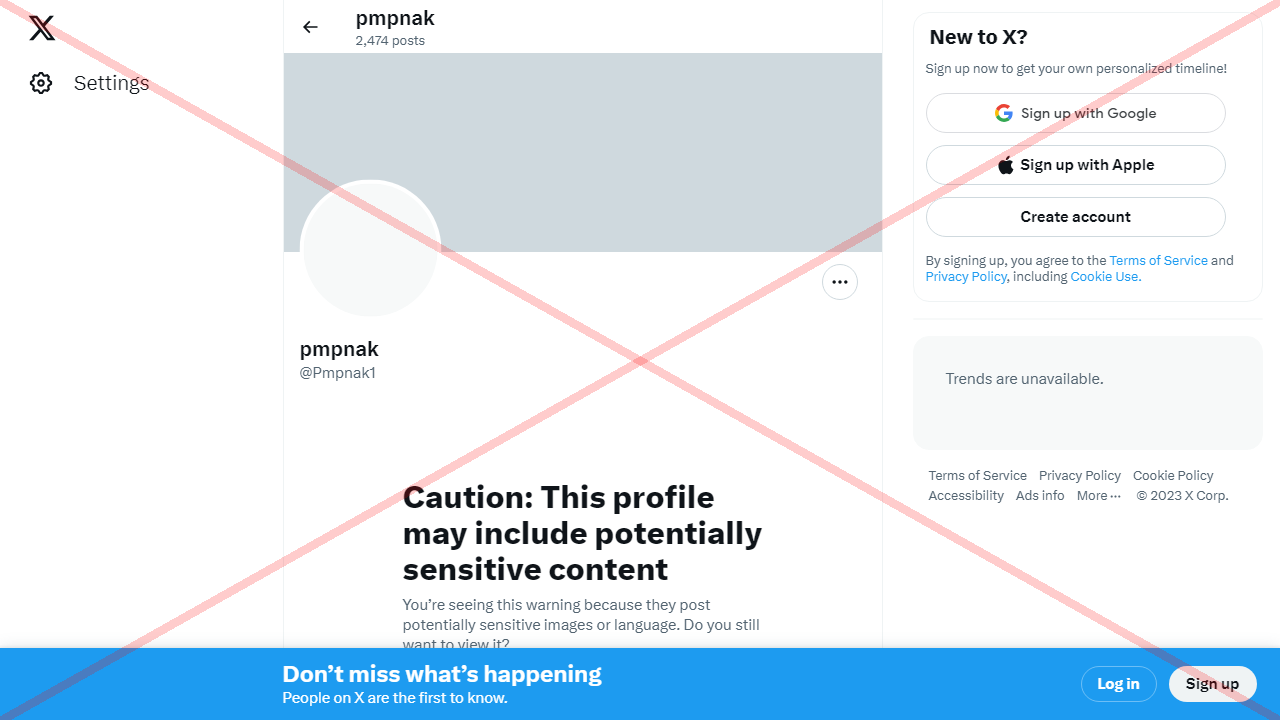 Settings
pmpnak
2,474 posts
pmpnak
@Pmpnak1
Caution: This profile
may include potentially
sensitive content
You're seeing this warning because they post
potentially sensitive images or language. Do you still
want to view it?
New to X?
Sign up now to get your own personalized timeline!
Sign up with Google
Sign up with Apple
Create account
By signing up, you agree to the Terms of Service and
Privacy Policy, including Cookie Use.
Trends are unavailable.
Terms of Service Privacy Policy Cookie Policy
Accessibility Ads info More ··· © 2023 X Corp.
Don't miss what's happening
People on X are the first to know.
Log in
Sign up